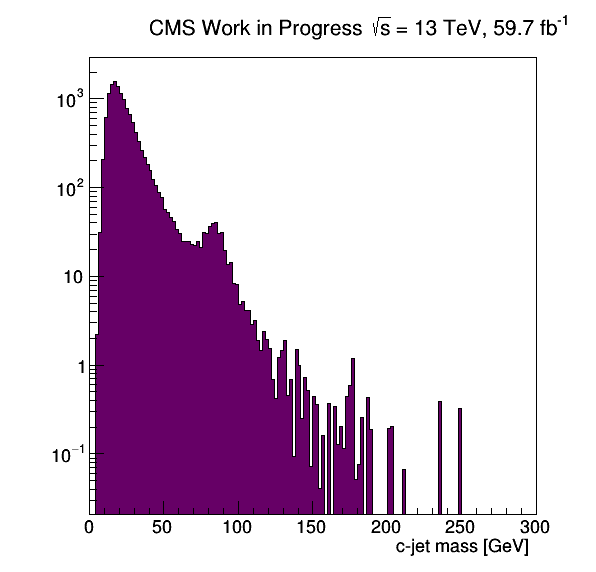 CMS Work in Progress √s = 13 TeV, 59.7 fb⁻¹
10³
10²
10
1
10⁻¹
0 50 100 150 200 250 300
c-jet mass [GeV]